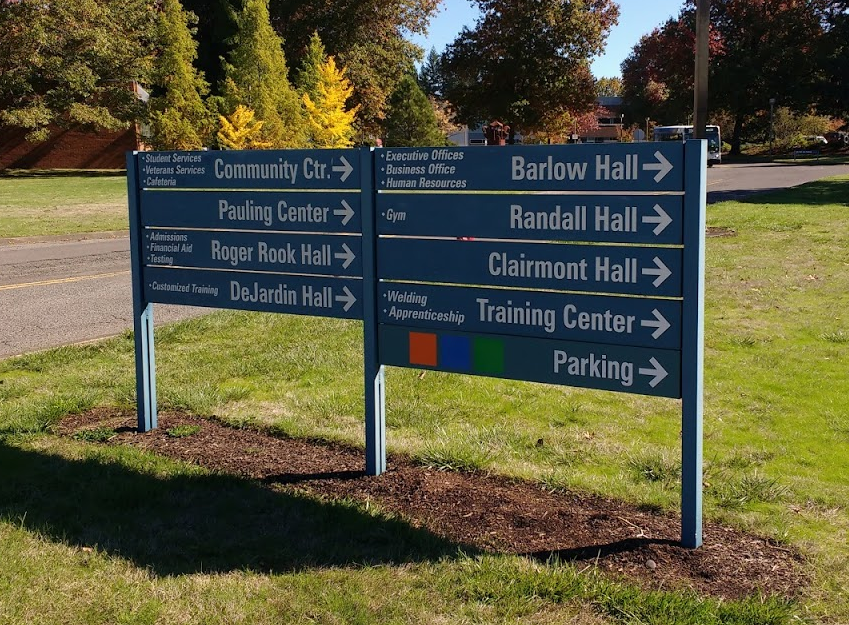 • Student Services
• Veterans Services
• Cafeteria
Community Ctr.
Pauling Center
• Admissions
• Financial Aid
• Testing
Roger Rook Hall
• Customized Training
DeJardin Hall
• Executive Offices
• Business Office
• Human Resources
Barlow Hall
• Gym
Randall Hall
Clairmont Hall
• Welding
• Apprenticeship
Training Center
Parking